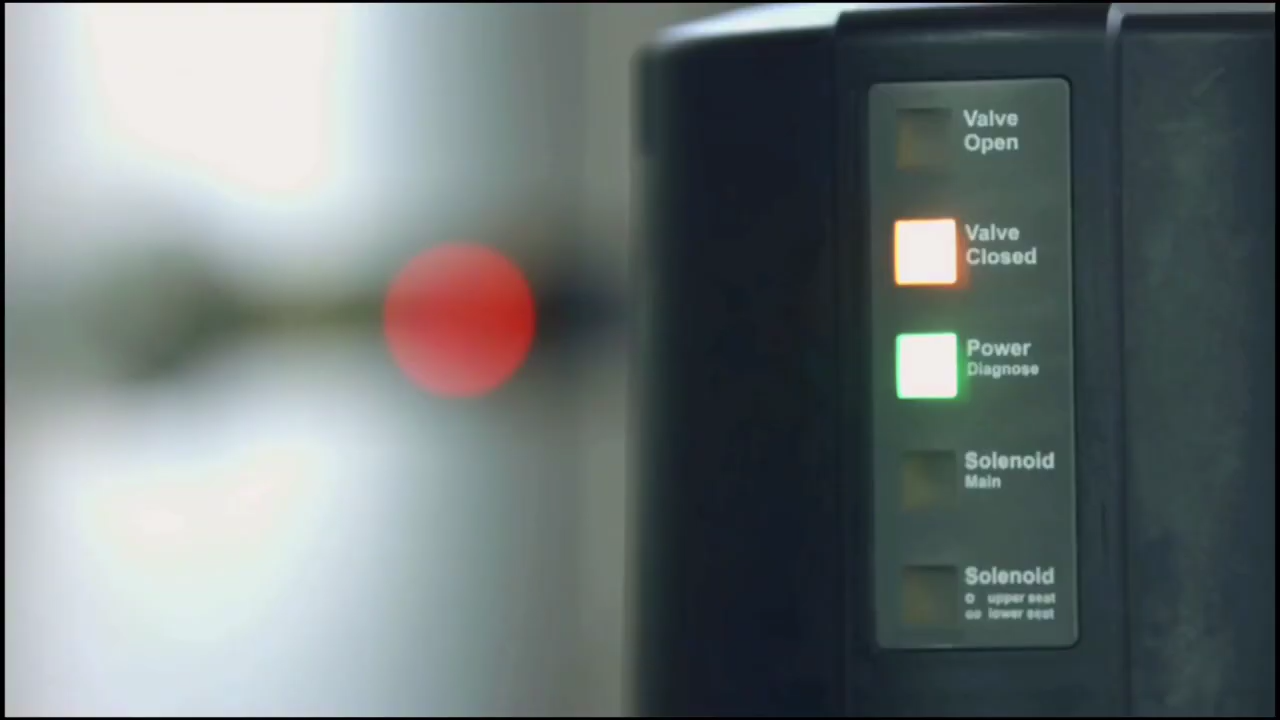 Valve
Open
Valve
Closed
Power
Diagnose
Solenoid
Main
Solenoid
O upper seat
oo lower seat